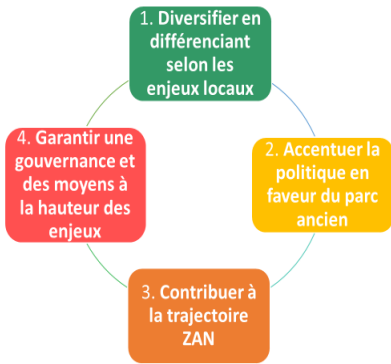 1. Diversifier en
différenciant
selon les
enjeux locaux
2. Accentuer la
politique en
faveur du parc
ancien
3. Contribuer à
la trajectoire
ZAN
4. Garantir une
gouvernance et
des moyens à
la hauteur des
enjeux